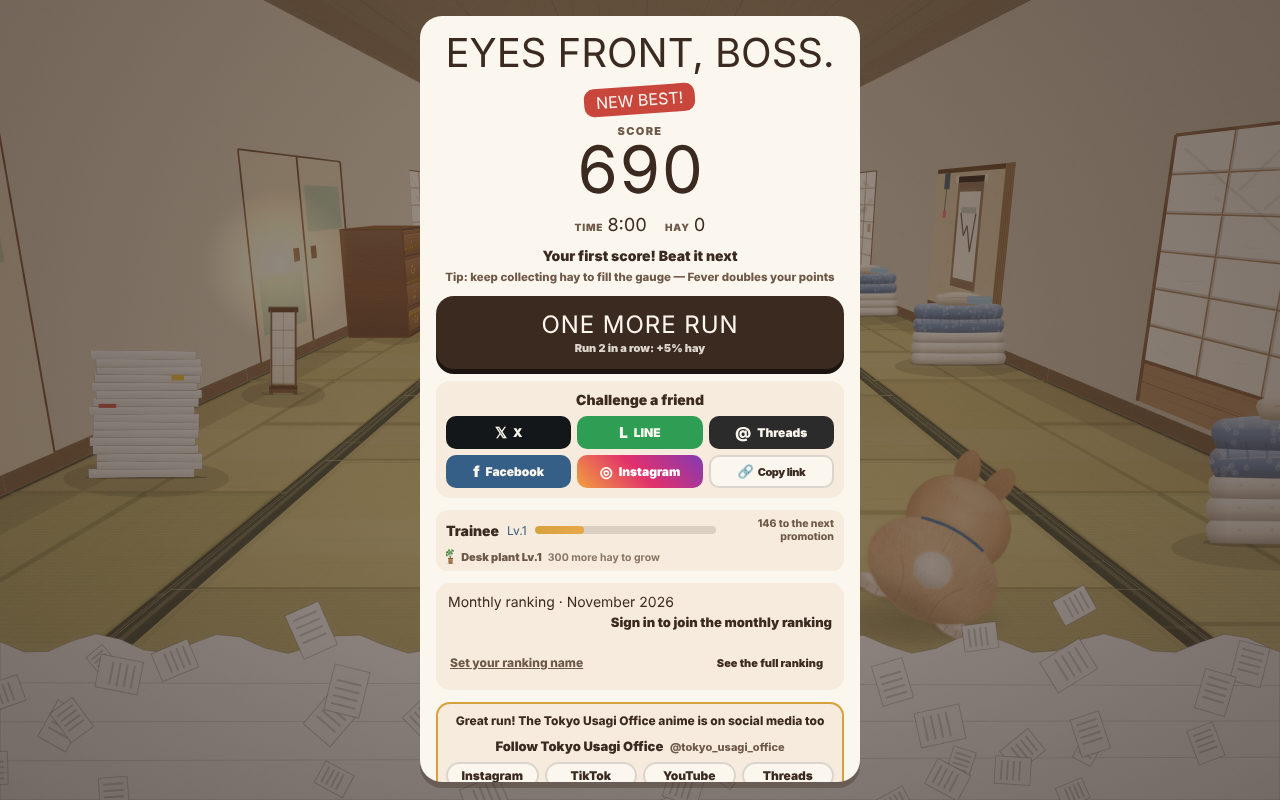 EYES FRONT, BOSS.
NEW BEST!
SCORE
690
TIME 8:00 HAY 0
Your first score! Beat it next
Tip: keep collecting hay to fill the gauge — Fever doubles your points
ONE MORE RUN
Run 2 in a row: +5% hay
Challenge a friend
𝕏 X
L LINE
@ Threads
f Facebook
◎ Instagram
🔗 Copy link
Trainee Lv.1
146 to the next
promotion
Desk plant Lv.1 300 more hay to grow
Monthly ranking · November 2026
Sign in to join the monthly ranking
Set your ranking name
See the full ranking
Great run! The Tokyo Usagi Office anime is on social media too
Follow Tokyo Usagi Office @tokyo_usagi_office
Instagram TikTok YouTube Threads